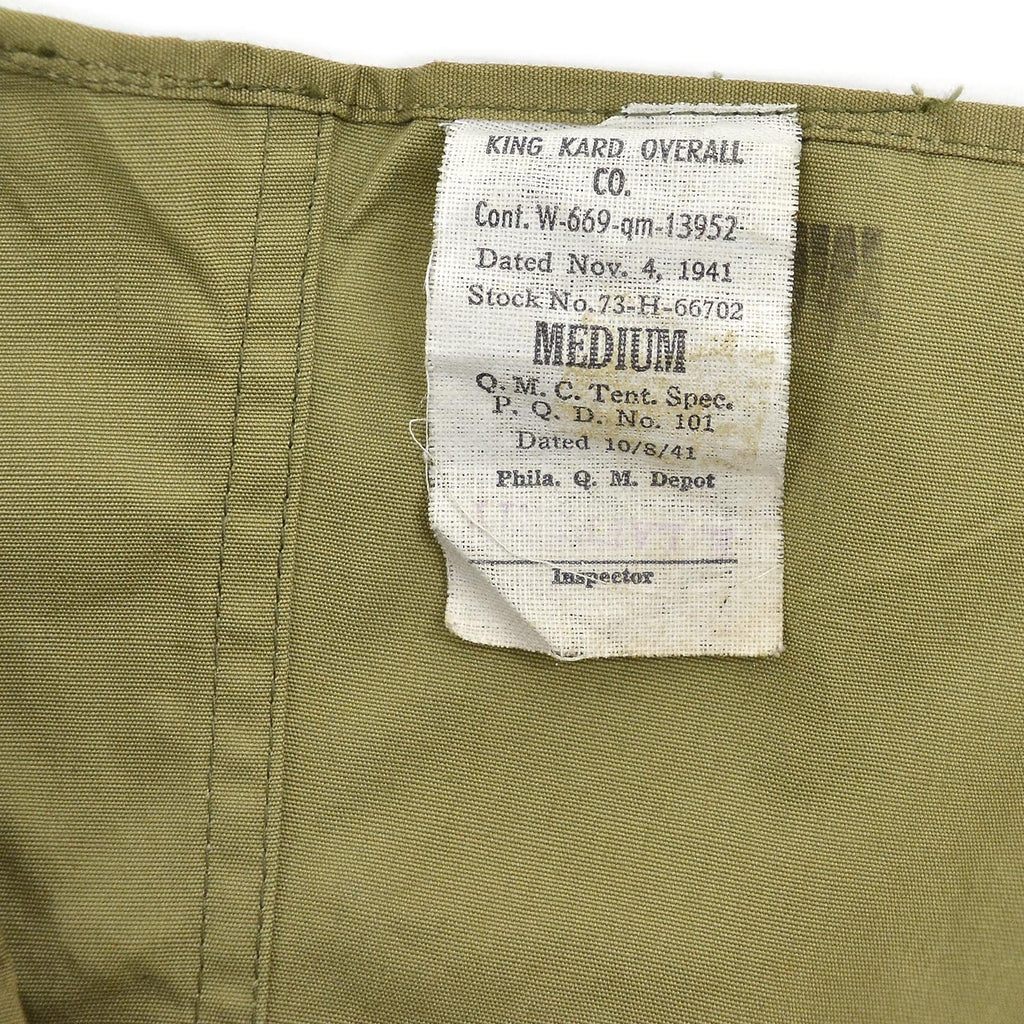 KING KARD OVERALL
CO.
Cont. W-669-qm-13952
Dated Nov. 4, 1941
Stock No. 73-H-66702
MEDIUM
Q. M. C. Tent. Spec.
P. Q. D. No. 101
Dated 10/8/41
Phila. Q. M. Depot
Inspector